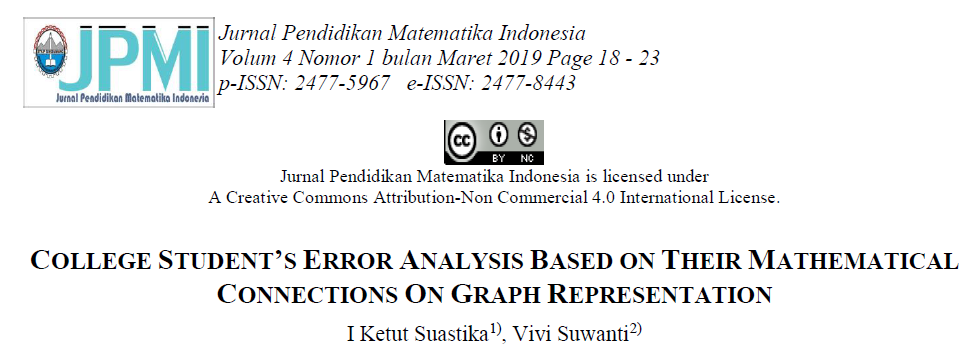 JPMI
Jurnal Pendidikan Matematika Indonesia
Jurnal Pendidikan Matematika Indonesia
Volum 4 Nomor 1 bulan Maret 2019 Page 18 - 23
p-ISSN: 2477-5967 e-ISSN: 2477-8443
cc
BY NC
Jurnal Pendidikan Matematika Indonesia is licensed under
A Creative Commons Attribution-Non Commercial 4.0 International License.
COLLEGE STUDENT'S ERROR ANALYSIS BASED ON THEIR MATHEMATICAL
CONNECTIONS ON GRAPH REPRESENTATION
I Ketut Suastika1), Vivi Suwanti2)